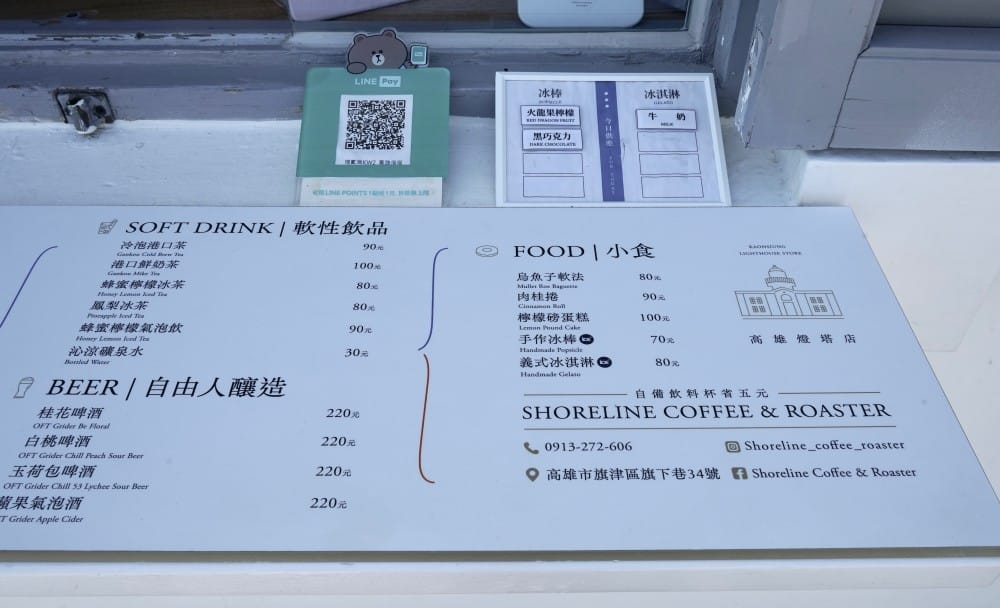 LINE Pay
冰棒
POPSICLE
火龍果檸檬
RED DRAGON FRUIT
黑巧克力
DARK CHOCOLATE
今日供應
FOR TODAY
冰淇淋
GELATO
牛 奶
MILK
SOFT DRINK | 軟性飲品
冷泡港口茶 90元
Gankou Cold Brew Tea
港口鮮奶茶 100元
Gankou Milk Tea
蜂蜜檸檬冰茶 80元
Honey Lemon Iced Tea
鳳梨冰茶 80元
Pineapple Iced Tea
蜂蜜檸檬氣泡飲 90元
Honey Lemon Iced Tea
沁涼礦泉水 30元
Bottled Water
BEER | 自由人釀造
桂花啤酒 220元
OFT Grider Be Floral
白桃啤酒 220元
OFT Grider Chill Peach Sour Beer
玉荷包啤酒 220元
OFT Grider Chill 53 Lychee Sour Beer
蘋果氣泡酒 220元
FT Grider Apple Cider
FOOD | 小食
烏魚子軟法 80元
Mullet Roe Baguette
肉桂捲 90元
Cinnamon Roll
檸檬磅蛋糕 100元
Lemon Pound Cake
手作冰棒 70元
Handmade Popsicle
義式冰淇淋 80元
Handmade Gelato
KAOHSIUNG
LIGHTHOUSE STORE
高雄燈塔店
自備飲料杯省五元
SHORELINE COFFEE & ROASTER
0913-272-606
Shoreline_coffee_roaster
高雄市旗津區旗下巷34號
Shoreline Coffee & Roaster